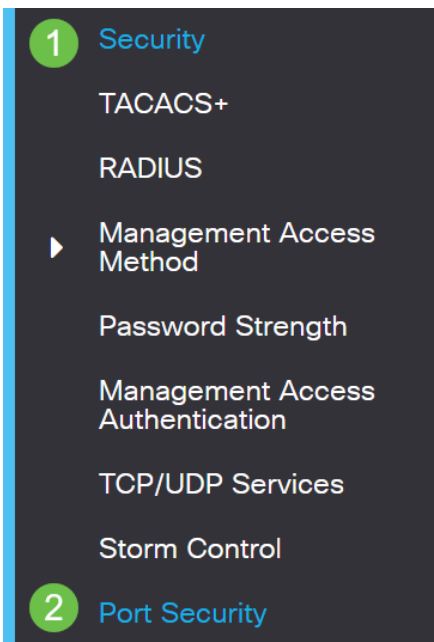 1 Security
TACACS+
RADIUS
Management Access
Method
Password Strength
Management Access
Authentication
TCP/UDP Services
Storm Control
2 Port Security